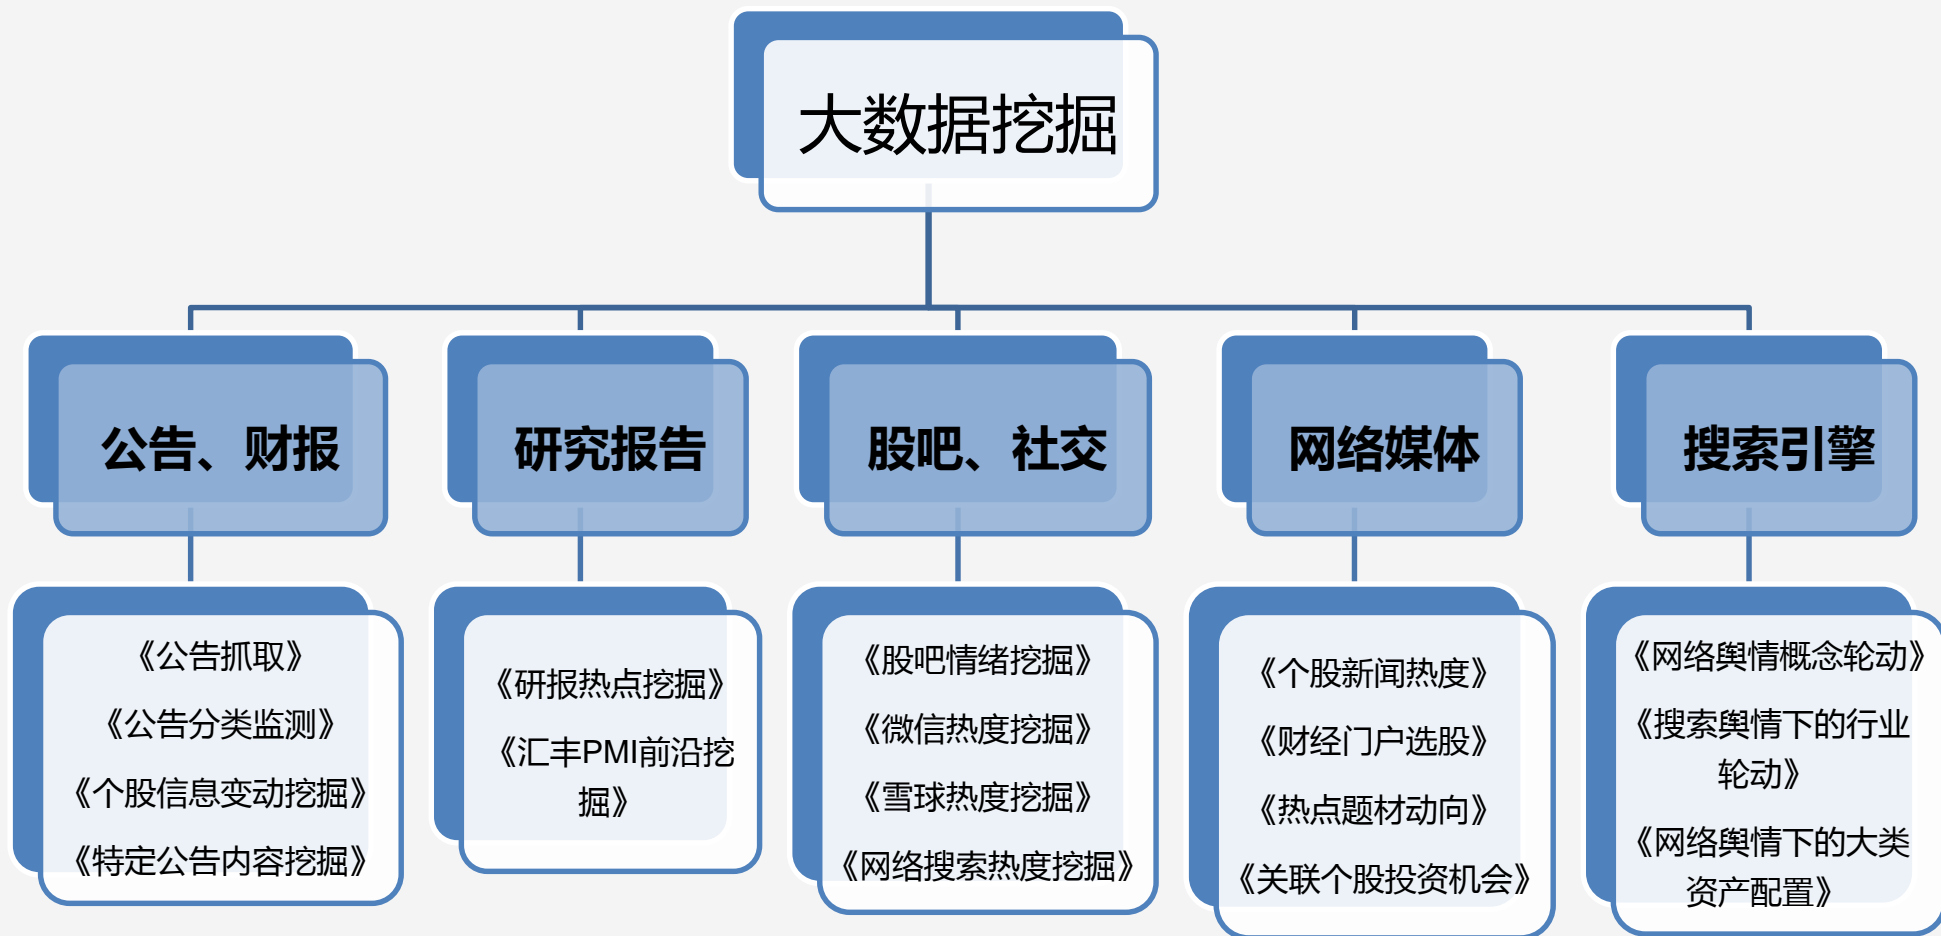 大数据挖掘
公告、财报
研究报告
股吧、社交
网络媒体
搜索引擎
《公告抓取》
《公告分类监测》
《个股信息变动挖掘》
《特定公告内容挖掘》
《研报热点挖掘》
《汇丰PMI前沿挖
掘》
《股吧情绪挖掘》
《微信热度挖掘》
《雪球热度挖掘》
《网络搜索热度挖掘》
《个股新闻热度》
《财经门户选股》
《热点题材动向》
《关联个股投资机会》
《网络舆情概念轮动》
《搜索舆情下的行业
轮动》
《网络舆情下的大类
资产配置》